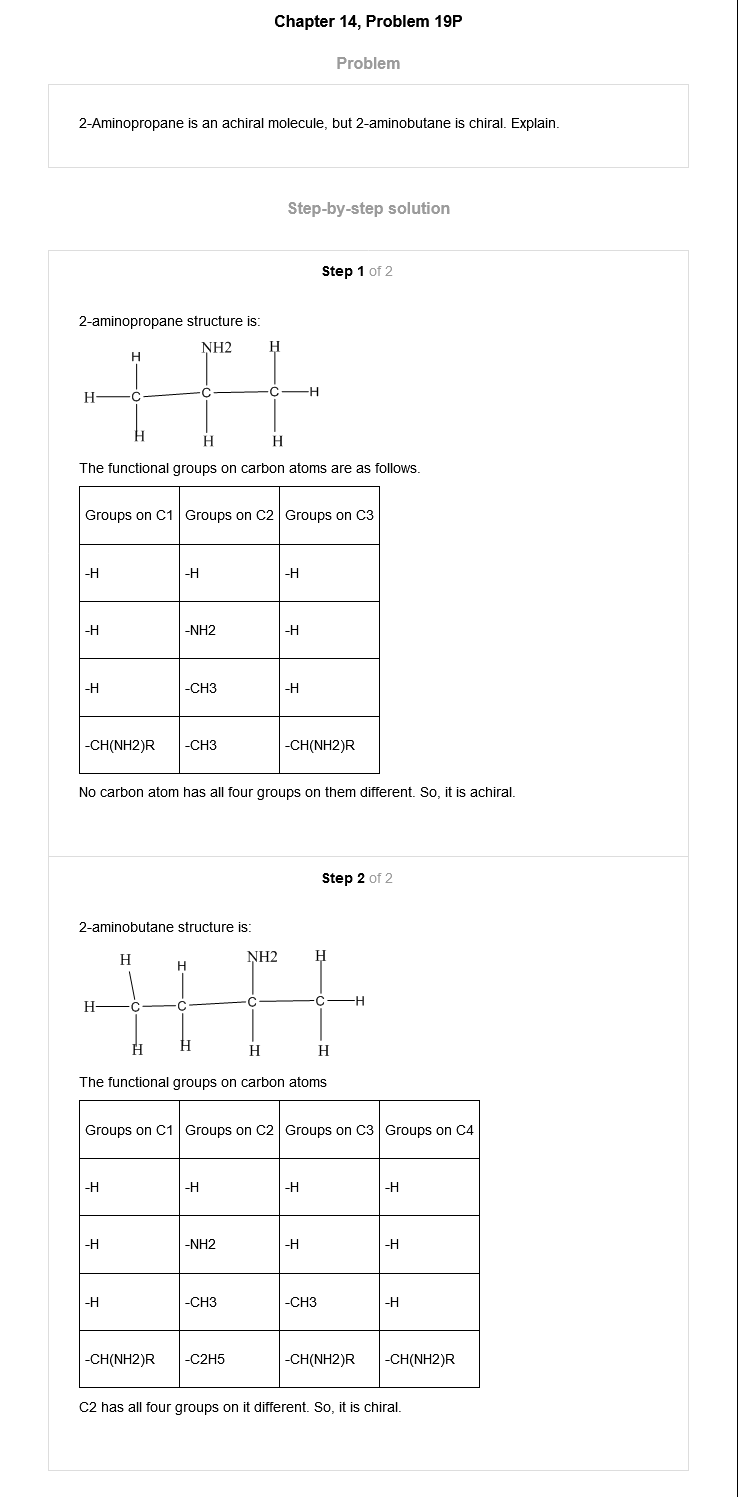 Chapter 14, Problem 19P
Problem
2-Aminopropane is an achiral molecule, but 2-aminobutane is chiral. Explain.
Step-by-step solution
Step 1 of 2
2-aminopropane structure is:
H NH2 H
H C C C H
H H H
The functional groups on carbon atoms are as follows.
Groups on C1 Groups on C2 Groups on C3
-H -H -H
-H -NH2 -H
-H -CH3 -H
-CH(NH2)R -CH3 -CH(NH2)R
No carbon atom has all four groups on them different. So, it is achiral.
Step 2 of 2
2-aminobutane structure is:
H H NH2 H
H C C C C H
H H H H
The functional groups on carbon atoms
Groups on C1 Groups on C2 Groups on C3 Groups on C4
-H -H -H -H
-H -NH2 -H -H
-H -CH3 -CH3 -H
-CH(NH2)R -C2H5 -CH(NH2)R -CH(NH2)R
C2 has all four groups on it different. So, it is chiral.